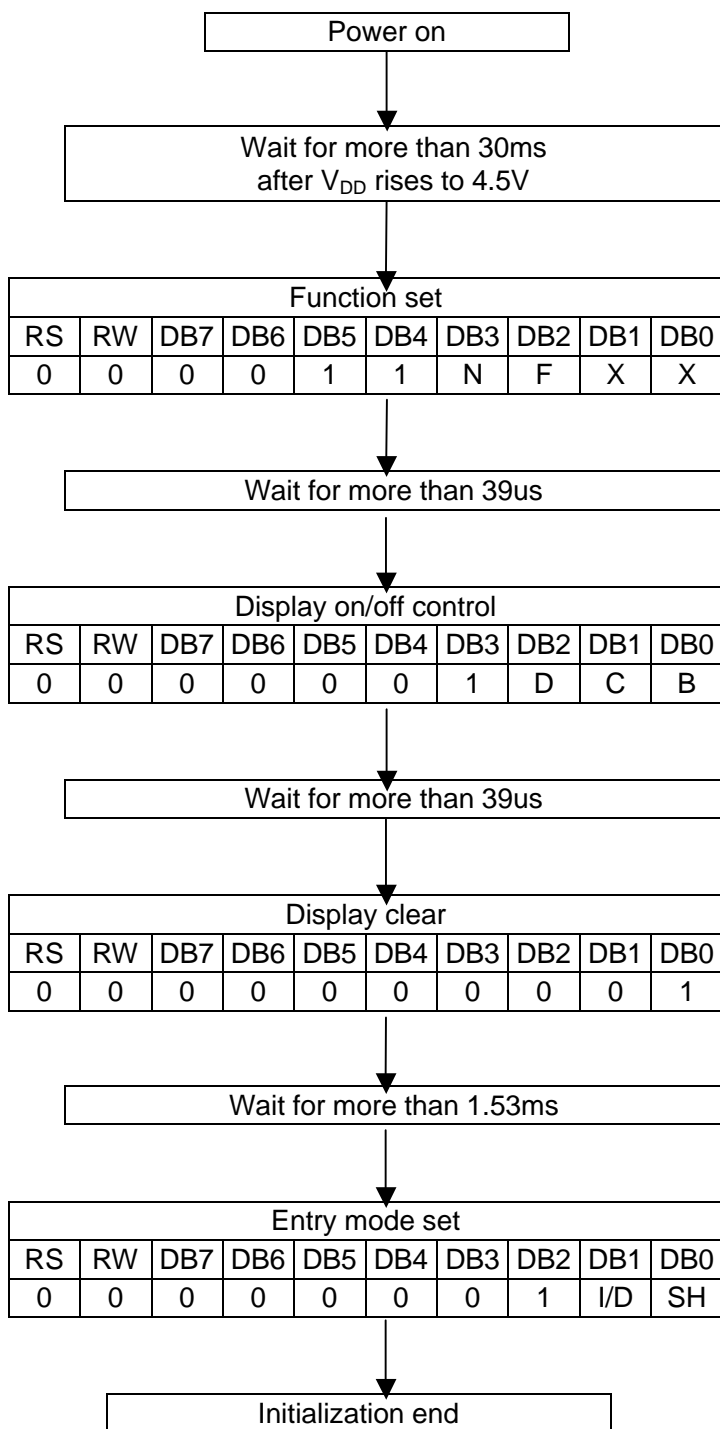 Power on
Wait for more than 30ms
after VDD rises to 4.5V
Function set
RS RW DB7 DB6 DB5 DB4 DB3 DB2 DB1 DB0
0 0 0 0 1 1 N F X X
Wait for more than 39us
Display on/off control
RS RW DB7 DB6 DB5 DB4 DB3 DB2 DB1 DB0
0 0 0 0 0 0 1 D C B
Wait for more than 39us
Display clear
RS RW DB7 DB6 DB5 DB4 DB3 DB2 DB1 DB0
0 0 0 0 0 0 0 0 0 1
Wait for more than 1.53ms
Entry mode set
RS RW DB7 DB6 DB5 DB4 DB3 DB2 DB1 DB0
0 0 0 0 0 0 0 1 I/D SH
Initialization end